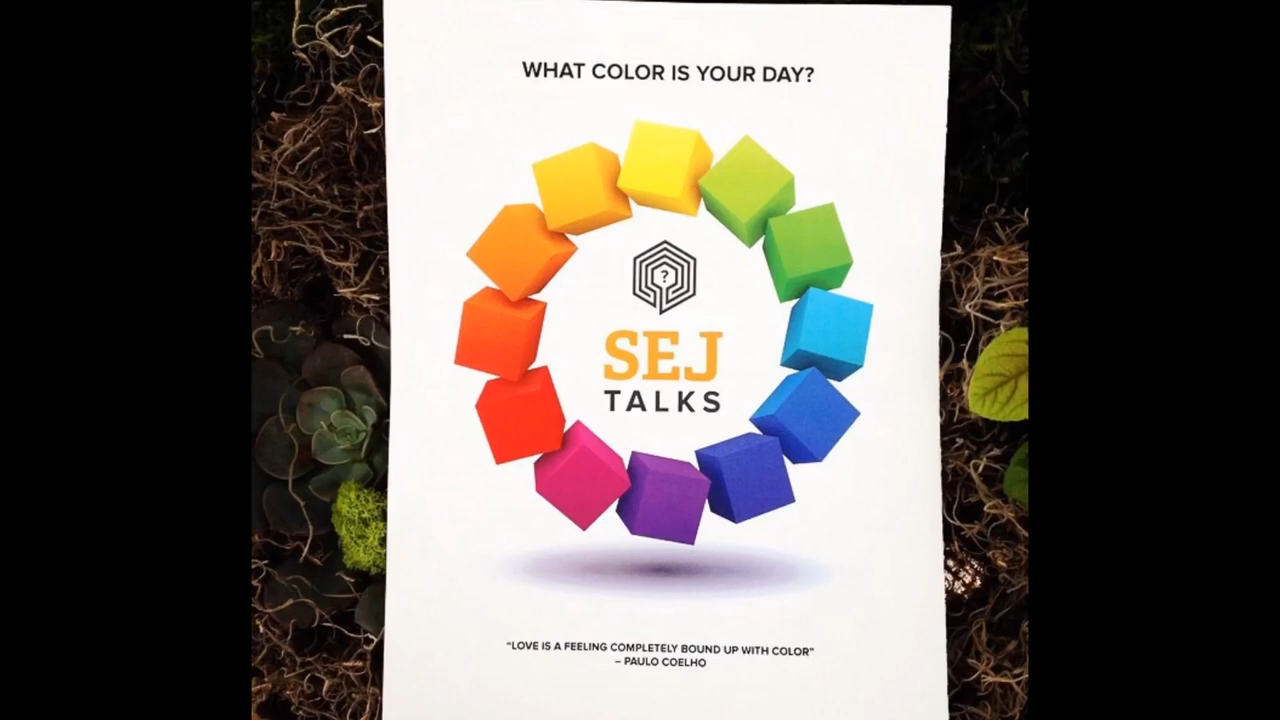 WHAT COLOR IS YOUR DAY?
?
SEJ
TALKS
“LOVE IS A FEELING COMPLETELY BOUND UP WITH COLOR”
– PAULO COELHO